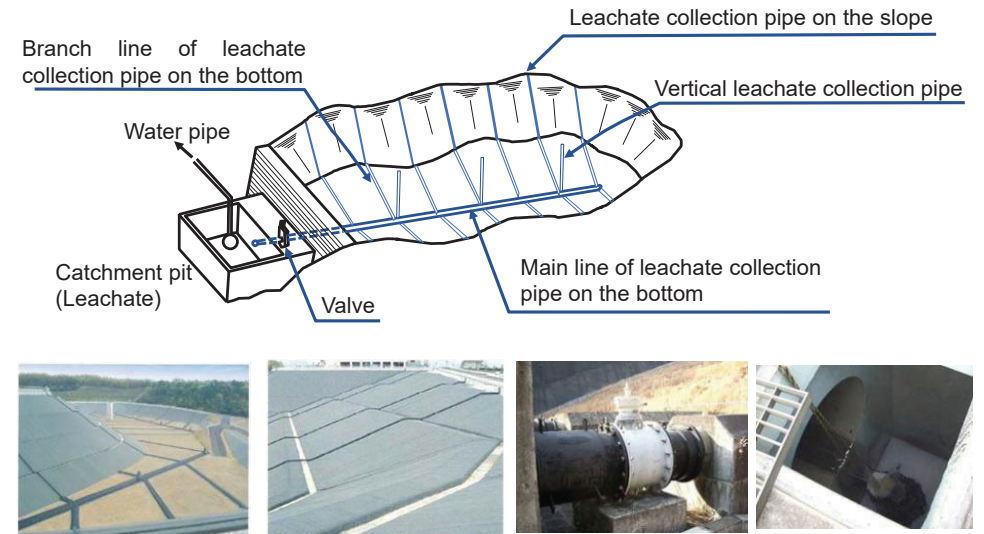 Leachate collection pipe on the slope
Branch line of leachate
collection pipe on the bottom
Vertical leachate collection pipe
Water pipe
Catchment pit
(Leachate)
Main line of leachate collection
pipe on the bottom
Valve